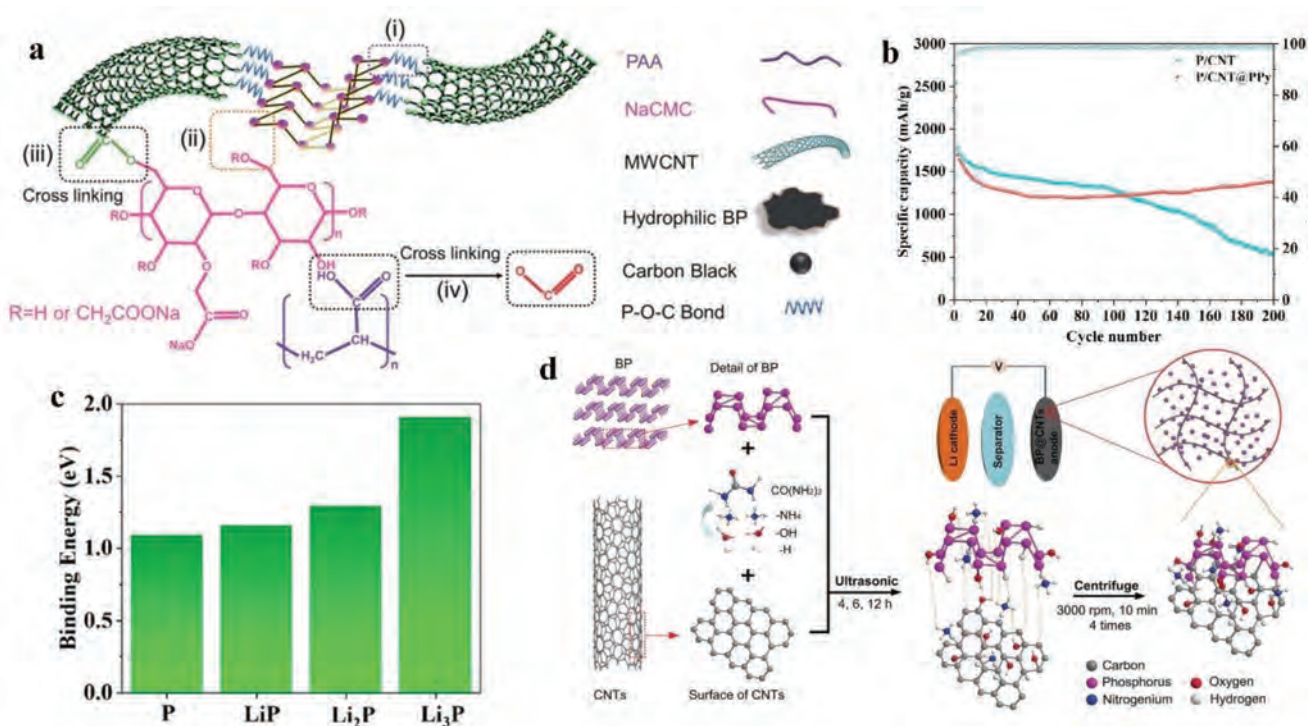 a
(i)
(ii)
(iii)
O
O
C
Cross linking
RO
RO
O
O
O
RO
RO
OR
n
OH
O
O
NaO
R=H or CH₂COONa
HO
O
C
H₂C
CH
n
Cross linking
(iv)
O
O
C
PAA
NaCMC
MWCNT
Hydrophilic BP
Carbon Black
P-O-C Bond
b
Specific capacity (mAh/g)
3000
2500
2000
1500
1000
500
0
100
80
60
40
20
0
P/CNT
P/CNT@PPy
0 20 40 60 80 100 120 140 160 180 200
Cycle number
c
Binding Energy (eV)
2.0
1.5
1.0
0.5
0.0
P LiP Li₂P Li₃P
d
BP
Detail of BP
+
CO(NH₂)₂
-NH₄
-OH
-H
+
CNTs
Surface of CNTs
Ultrasonic
4, 6, 12 h
V
Li cathode
Separator
BP@CNTs
anode
Centrifuge
3000 rpm, 10 min
4 times
Carbon
Phosphorus
Oxygen
Nitrogenium
Hydrogen